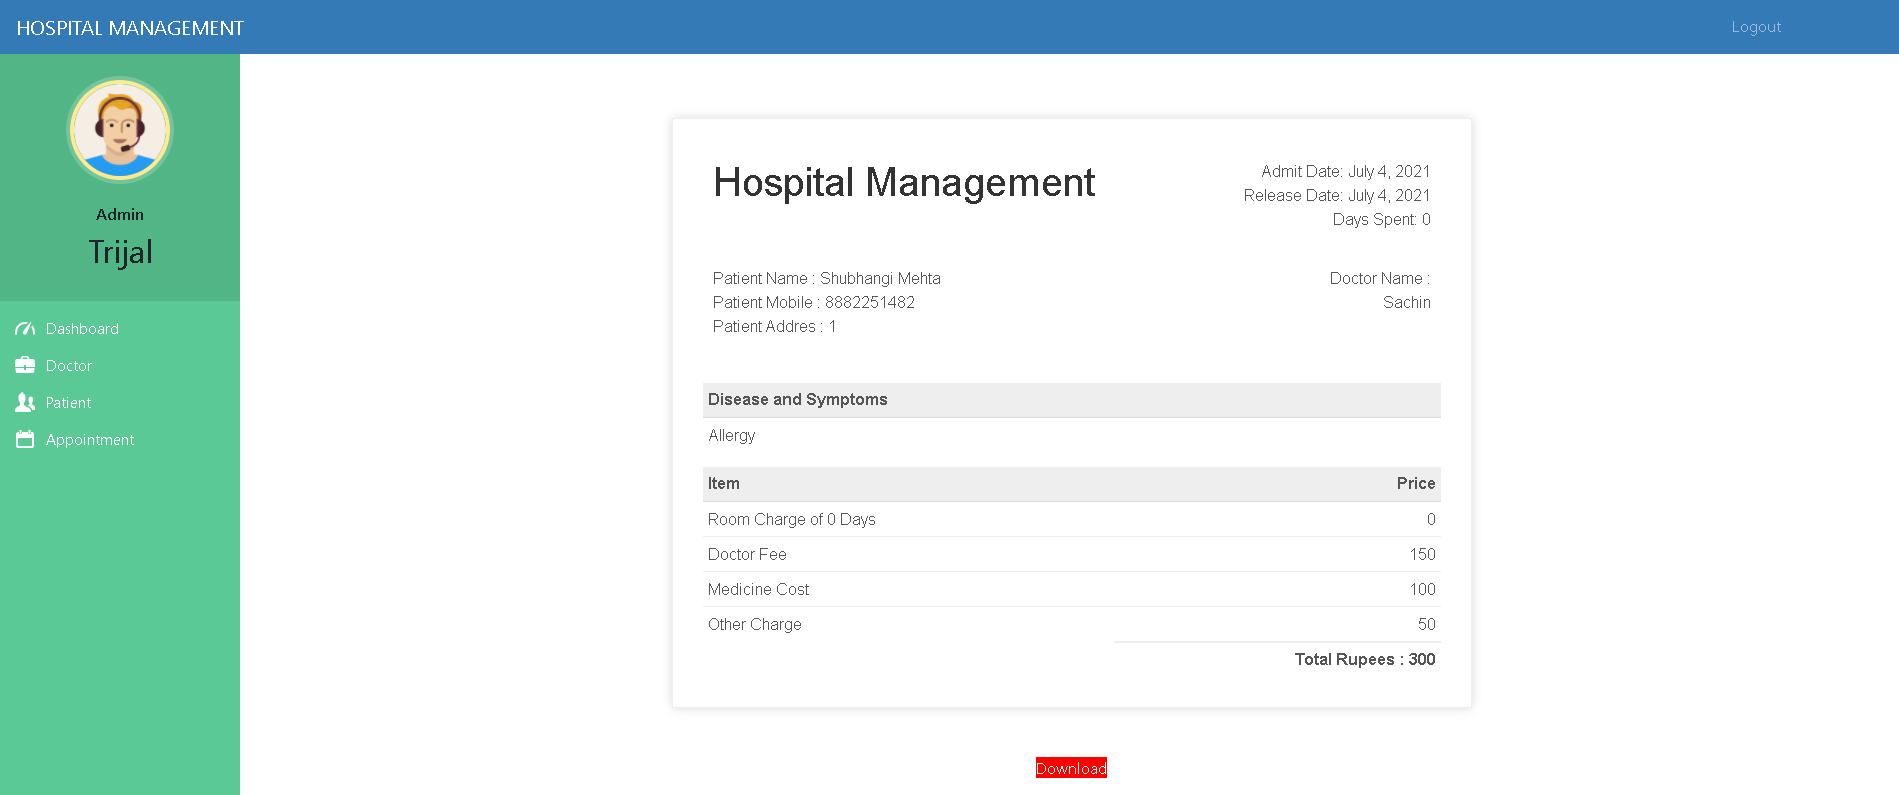 HOSPITAL MANAGEMENT
Logout
Admin
Trijal
Dashboard
Doctor
Patient
Appointment
Hospital Management
Admit Date: July 4, 2021
Release Date: July 4, 2021
Days Spent: 0
Patient Name : Shubhangi Mehta
Patient Mobile : 8882251482
Patient Addres : 1
Doctor Name :
Sachin
Disease and Symptoms
Allergy
Item Price
Room Charge of 0 Days 0
Doctor Fee 150
Medicine Cost 100
Other Charge 50
Total Rupees : 300
Download